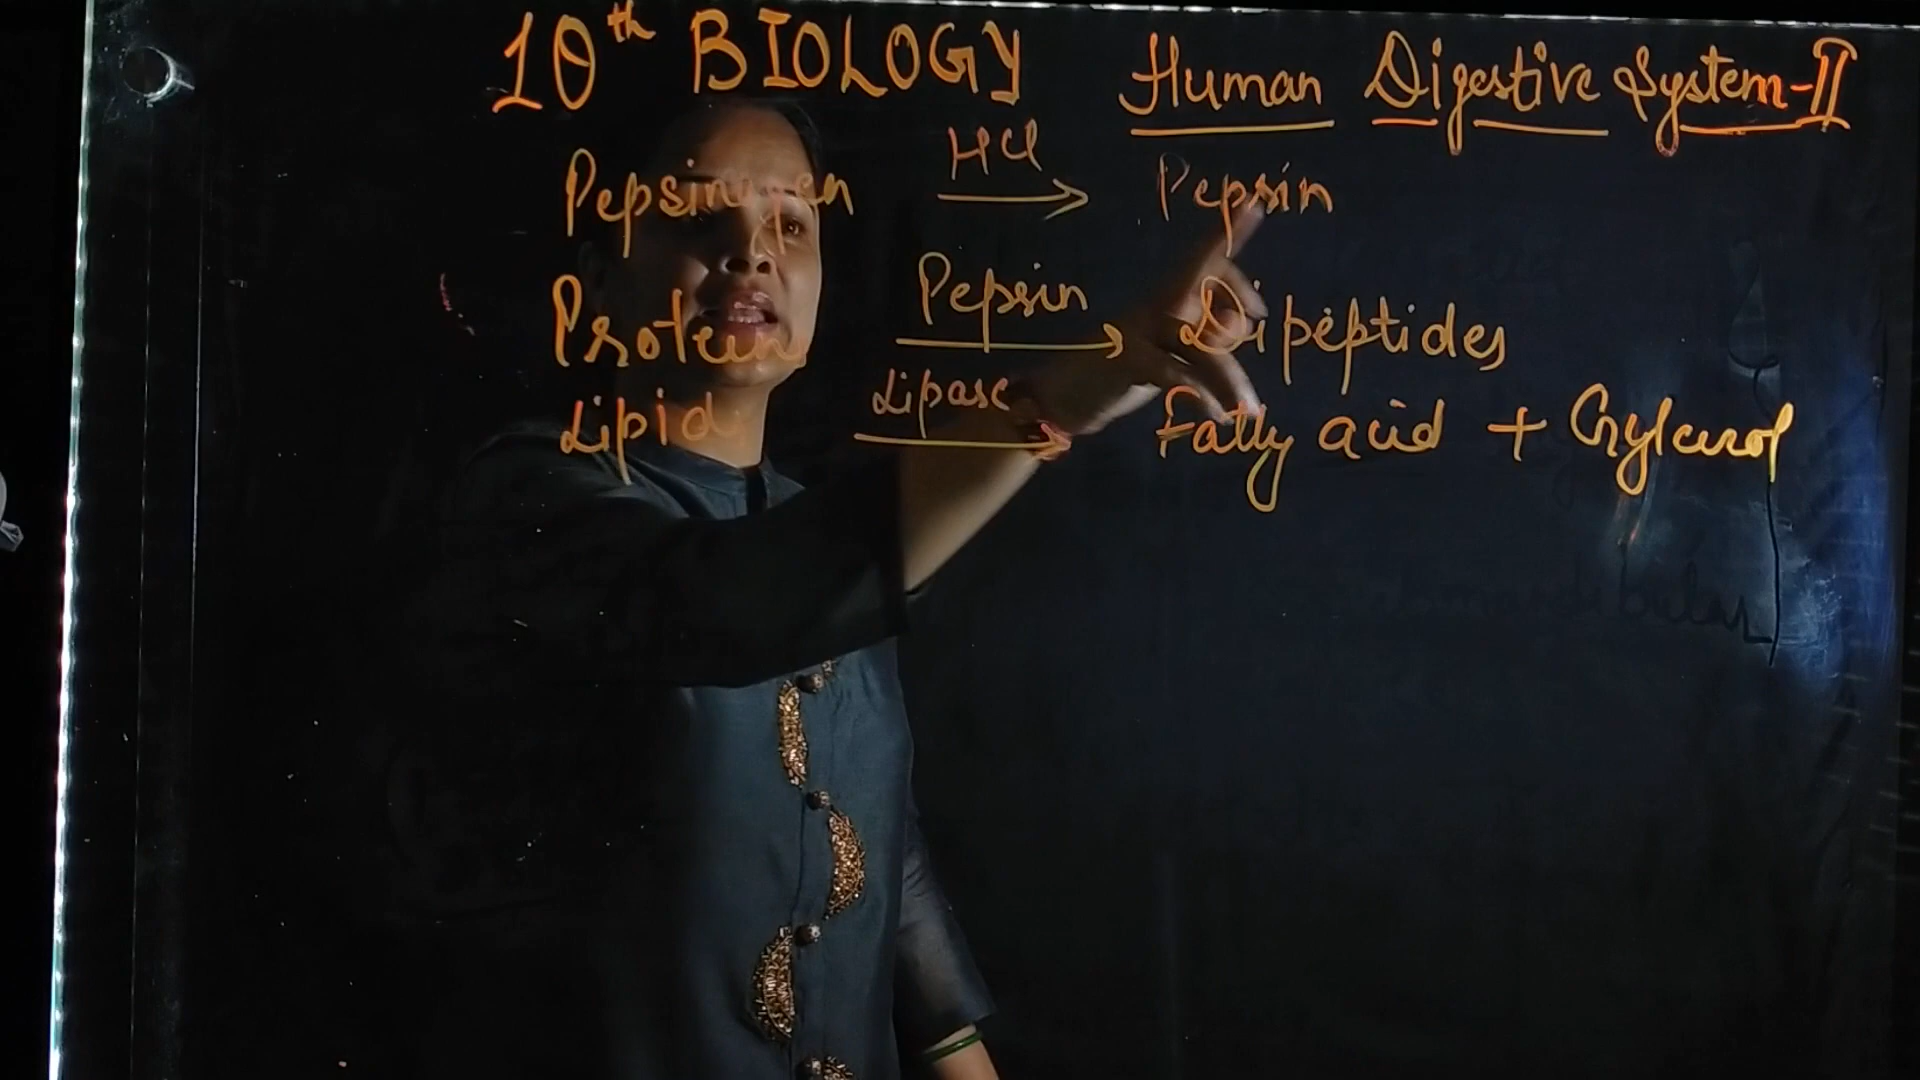 10th BIOLOGY Human Digestive System-II
Pepsinogen HCl → Pepsin
Protein Pepsin → Dipeptides
Lipid Lipase → Fatty acid + Gylcerol